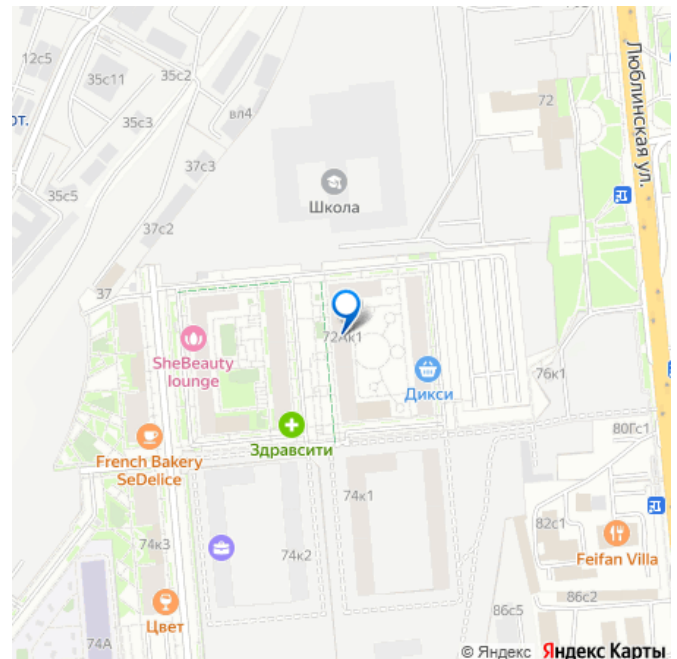 12с5
35с11
35с2
от.
35с3
вл4
72
Люблинская ул.
37с3
35с5
Школа
37с2
37
72Ак1
SheBeauty
lounge
Дикси
76к1
80Гс1
Здравсити
French Bakery
SeDelice
74к1
82с1
74к3
74к2
Feifan Villa
86с2
86с5
Цвет
74А
© Яндекс Яндекс Карты